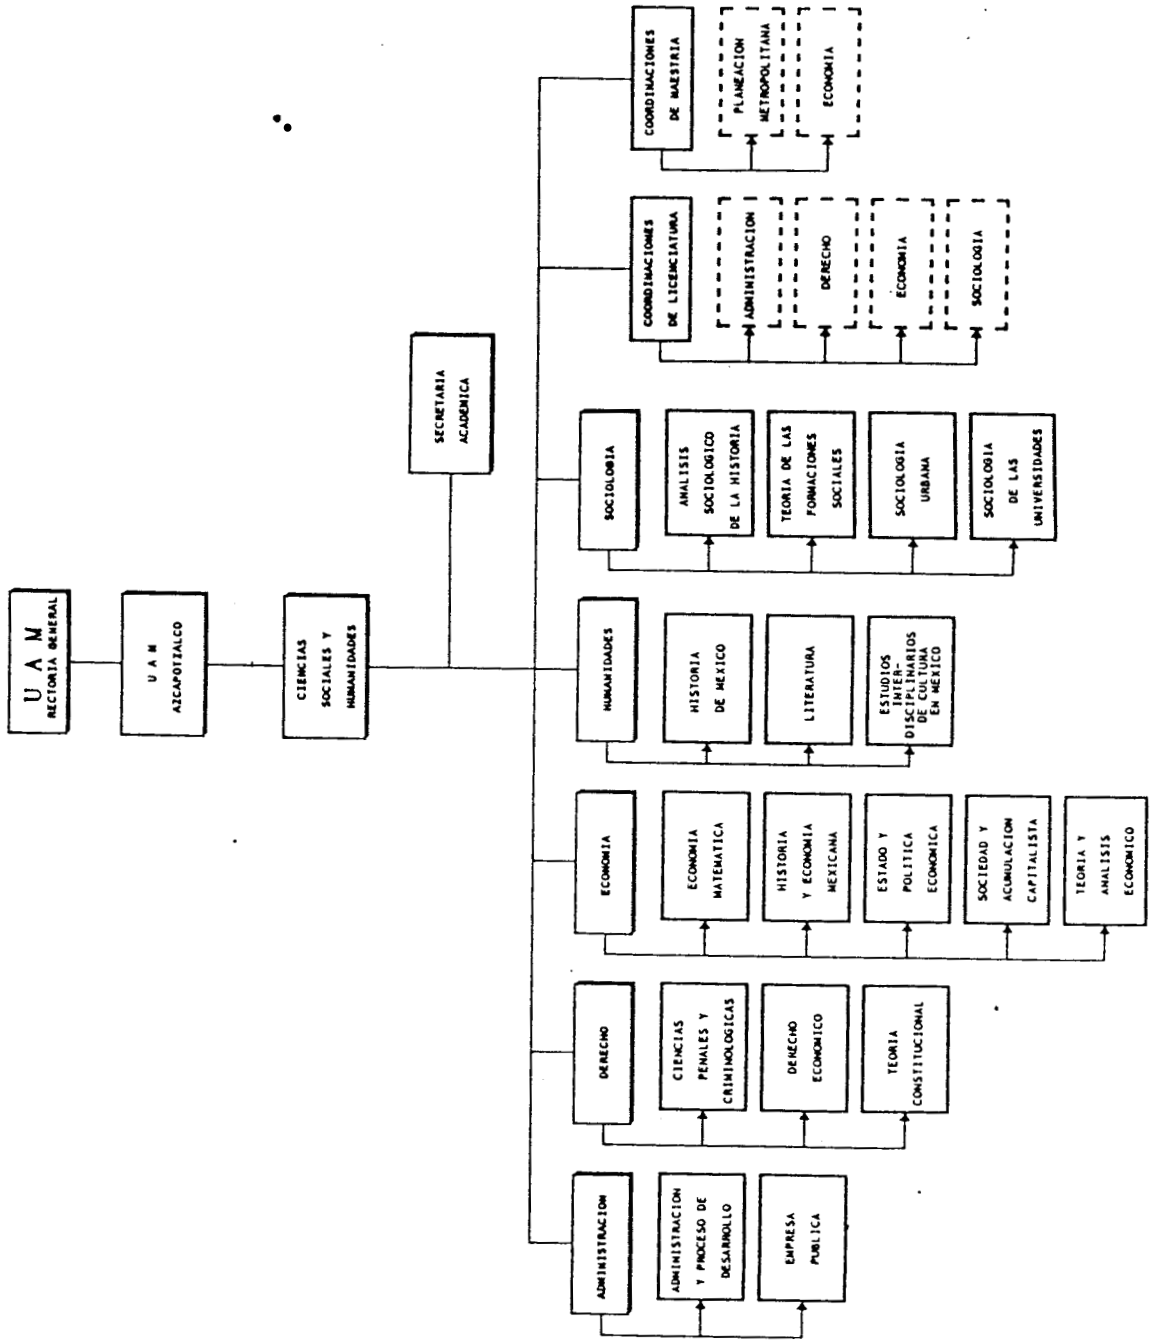 U A M
RECTORIA GENERAL
U A M
AZCAPOTZALCO
CIENCIAS
SOCIALES Y
HUMANIDADES
SECRETARIA
ACADEMICA
ADMINISTRACION
ADMINISTRACION
Y PROCESO DE
DESARROLLO
EMPRESA
PUBLICA
DERECHO
CIENCIAS
PENALES Y
CRIMINOLOGICAS
DERECHO
ECONOMICO
TEORIA
CONSTITUCIONAL
ECONOMIA
ECONOMIA
MATEMATICA
HISTORIA
Y ECONOMIA
MEXICANA
ESTADO Y
POLITICA
ECONOMICA
SOCIEDAD Y
ACUMULACION
CAPITALISTA
TEORIA Y
ANALISIS
ECONOMICO
HUMANIDADES
HISTORIA
DE MEXICO
LITERATURA
ESTUDIOS
INTER-
DISCIPLINARIOS
DE CULTURA
EN MEXICO
SOCIOLOGIA
ANALISIS
SOCIOLOGICO
DE LA HISTORIA
TEORIA DE LAS
FORMACIONES
SOCIALES
SOCIOLOGIA
URBANA
SOCIOLOGIA
DE LAS
UNIVERSIDADES
COORDINACIONES
DE LICENCIATURA
ADMINISTRACION
DERECHO
ECONOMIA
SOCIOLOGIA
COORDINACIONES
DE MAESTRIA
PLANEACION
METROPOLITANA
ECONOMIA